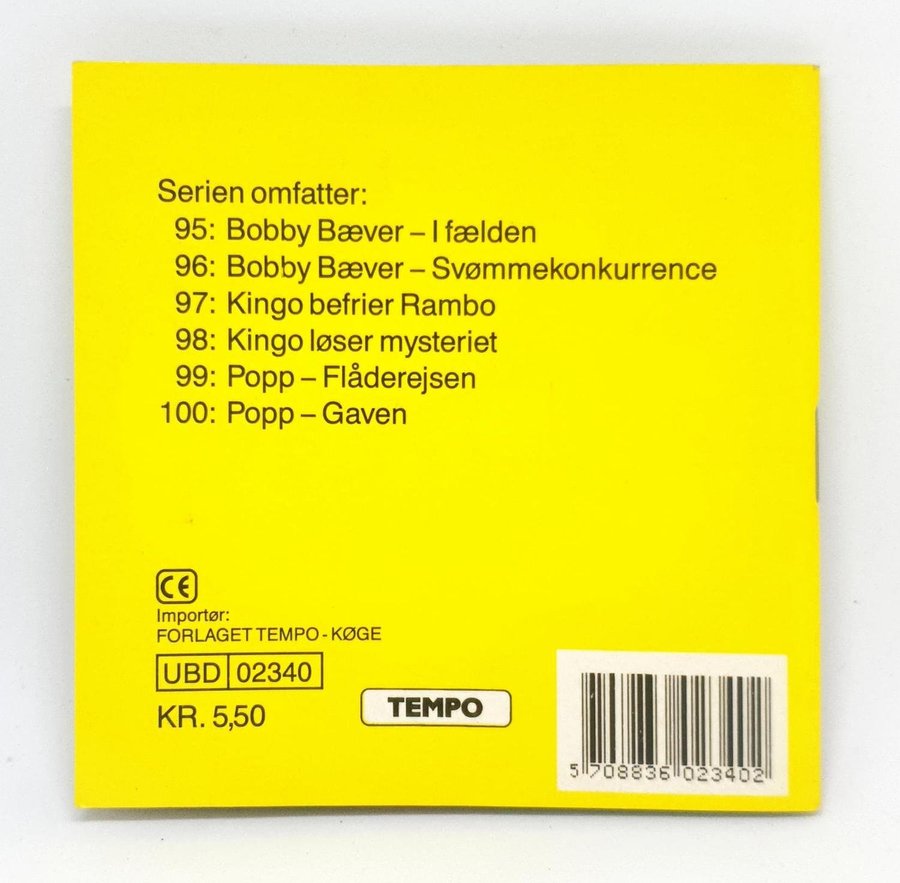 Serien omfatter:
95: Bobby Bæver – I fælden
96: Bobby Bæver – Svømmekonkurrence
97: Kingo befrier Rambo
98: Kingo løser mysteriet
99: Popp – Flåderejsen
100: Popp – Gaven
CE
Importør:
FORLAGET TEMPO - KØGE
UBD 02340
KR. 5,50
TEMPO
5 708836 023402